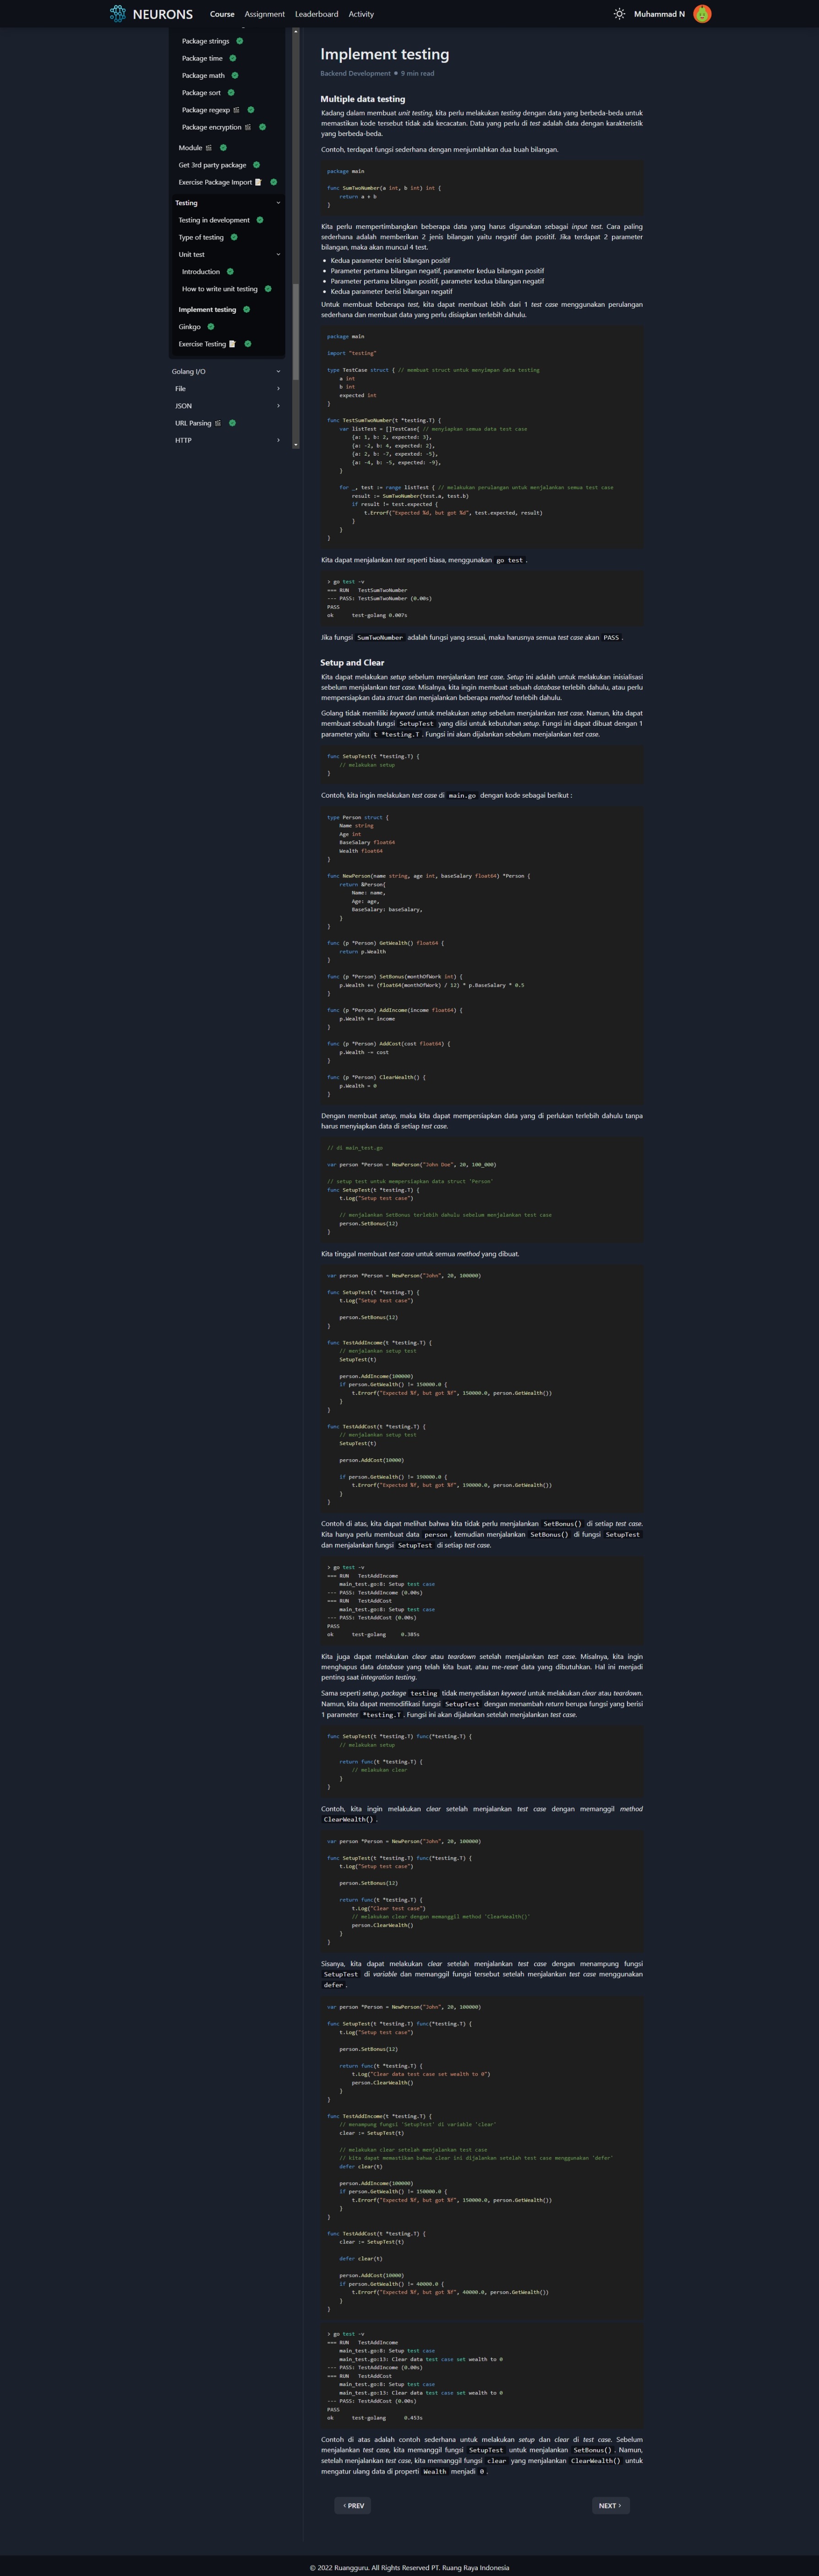 NEURONS Course Assignment Leaderboard Activity Muhammad N
Package strings
Package time
Package math
Package sort
Package regexp
Package encryption
Module
Get 3rd party package
Exercise Package Import
Testing
Testing in development
Type of testing
Unit test
Introduction
How to write unit testing
Implement testing
Ginkgo
Exercise Testing
Golang I/O
File
JSON
URL Parsing
HTTP
Implement testing
Backend Development 9 min read
Multiple data testing
Kadang dalam membuat unit testing, kita perlu melakukan testing dengan data yang berbeda-beda untuk
memastikan kode tersebut tidak ada kecacatan. Data yang perlu di test adalah data dengan karakteristik
yang berbeda-beda.
Contoh, terdapat fungsi sederhana dengan menjumlahkan dua buah bilangan.
package main
func SumTwoNumber(a int, b int) int {
return a + b
}
Kita perlu mempertimbangkan beberapa data yang harus digunakan sebagai input test. Cara paling
sederhana adalah memberikan 2 jenis bilangan yaitu negatif dan positif. Jika terdapat 2 parameter
bilangan, maka akan muncul 4 test.
• Kedua parameter berisi bilangan positif
• Parameter pertama bilangan negatif, parameter kedua bilangan positif
• Parameter pertama bilangan positif, parameter kedua bilangan negatif
• Kedua parameter berisi bilangan negatif
Untuk membuat beberapa test, kita dapat membuat lebih dari 1 test case menggunakan perulangan
sederhana dan membuat data yang perlu disiapkan terlebih dahulu.
package main
import "testing"
type TestCase struct { // membuat struct untuk menyimpan data testing
a int
b int
expected int
}
func TestSumTwoNumber(t *testing.T) {
var listTest = []TestCase{ // menyiapkan semua data test case
{a: 1, b: 2, expected: 3},
{a: -2, b: 4, expected: 2},
{a: 2, b: -7, expected: -5},
{a: -4, b: -5, expected: -9},
}
for _, test := range listTest { // melakukan perulangan untuk menjalankan semua test case
result := SumTwoNumber(test.a, test.b)
if result != test.expected {
t.Errorf("Expected %d, but got %d", test.expected, result)
}
}
}
Kita dapat menjalankan test seperti biasa, menggunakan go test .
> go test -v
=== RUN TestSumTwoNumber
--- PASS: TestSumTwoNumber (0.00s)
PASS
ok test-golang 0.007s
Jika fungsi SumTwoNumber adalah fungsi yang sesuai, maka harusnya semua test case akan PASS .
Setup and Clear
Kita dapat melakukan setup sebelum menjalankan test case. Setup ini adalah untuk melakukan inisialisasi
sebelum menjalankan test case. Misalnya, kita ingin membuat sebuah database terlebih dahulu, atau perlu
mempersiapkan data struct dan menjalankan beberapa method terlebih dahulu.
Golang tidak memiliki keyword untuk melakukan setup sebelum menjalankan test case. Namun, kita dapat
membuat sebuah fungsi SetupTest yang diisi untuk kebutuhan setup. Fungsi ini dapat dibuat dengan 1
parameter yaitu t *testing.T . Fungsi ini akan dijalankan sebelum menjalankan test case.
func SetupTest(t *testing.T) {
// melakukan setup
}
Contoh, kita ingin melakukan test case di main.go dengan kode sebagai berikut :
type Person struct {
Name string
Age int
BaseSalary float64
Wealth float64
}
func NewPerson(name string, age int, baseSalary float64) *Person {
return &Person{
Name: name,
Age: age,
BaseSalary: baseSalary,
}
}
func (p *Person) GetWealth() float64 {
return p.Wealth
}
func (p *Person) SetBonus(monthOfWork int) {
p.Wealth += (float64(monthOfWork) / 12) * p.BaseSalary * 0.5
}
func (p *Person) AddIncome(income float64) {
p.Wealth += income
}
func (p *Person) AddCost(cost float64) {
p.Wealth -= cost
}
func (p *Person) ClearWealth() {
p.Wealth = 0
}
Dengan membuat setup, maka kita dapat mempersiapkan data yang di perlukan terlebih dahulu tanpa
harus menyiapkan data di setiap test case.
// di main_test.go
var person *Person = NewPerson("John Doe", 20, 100_000)
// setup test untuk mempersiapkan data struct 'Person'
func SetupTest(t *testing.T) {
t.Log("Setup test case")
// menjalankan SetBonus terlebih dahulu sebelum menjalankan test case
person.SetBonus(12)
}
Kita tinggal membuat test case untuk semua method yang dibuat.
var person *Person = NewPerson("John", 20, 100000)
func SetupTest(t *testing.T) {
t.Log("Setup test case")
person.SetBonus(12)
}
func TestAddIncome(t *testing.T) {
// menjalankan setup test
SetupTest(t)
person.AddIncome(100000)
if person.GetWealth() != 150000.0 {
t.Errorf("Expected %f, but got %f", 150000.0, person.GetWealth())
}
}
func TestAddCost(t *testing.T) {
// menjalankan setup test
SetupTest(t)
person.AddCost(10000)
if person.GetWealth() != 190000.0 {
t.Errorf("Expected %f, but got %f", 190000.0, person.GetWealth())
}
}
Contoh di atas, kita dapat melihat bahwa kita tidak perlu menjalankan SetBonus() di setiap test case.
Kita hanya perlu membuat data person , kemudian menjalankan SetBonus() di fungsi SetupTest
dan menjalankan fungsi SetupTest di setiap test case.
> go test -v
=== RUN TestAddIncome
main_test.go:8: Setup test case
--- PASS: TestAddIncome (0.00s)
=== RUN TestAddCost
main_test.go:8: Setup test case
--- PASS: TestAddCost (0.00s)
PASS
ok test-golang 0.385s
Kita juga dapat melakukan clear atau teardown setelah menjalankan test case. Misalnya, kita ingin
menghapus data database yang telah kita buat, atau me-reset data yang dibutuhkan. Hal ini menjadi
penting saat integration testing.
Sama seperti setup, package testing tidak menyediakan keyword untuk melakukan clear atau teardown.
Namun, kita dapat memodifikasi fungsi SetupTest dengan menambah return berupa fungsi yang berisi
1 parameter *testing.T . Fungsi ini akan dijalankan setelah menjalankan test case.
func SetupTest(t *testing.T) func(*testing.T) {
// melakukan setup
return func(t *testing.T) {
// melakukan clear
}
}
Contoh, kita ingin melakukan clear setelah menjalankan test case dengan memanggil method
ClearWealth() .
var person *Person = NewPerson("John", 20, 100000)
func SetupTest(t *testing.T) func(*testing.T) {
t.Log("Setup test case")
person.SetBonus(12)
return func(t *testing.T) {
t.Log("Clear test case")
// melakukan clear dengan memanggil method 'ClearWealth()'
person.ClearWealth()
}
}
Sisanya, kita dapat melakukan clear setelah menjalankan test case dengan menampung fungsi
SetupTest di variable dan memanggil fungsi tersebut setelah menjalankan test case menggunakan
defer .
var person *Person = NewPerson("John", 20, 100000)
func SetupTest(t *testing.T) func(*testing.T) {
t.Log("Setup test case")
person.SetBonus(12)
return func(t *testing.T) {
t.Log("Clear data test case set wealth to 0")
person.ClearWealth()
}
}
func TestAddIncome(t *testing.T) {
// menampung fungsi 'SetupTest' di variable 'clear'
clear := SetupTest(t)
// melakukan clear setelah menjalankan test case
// kita dapat memastikan bahwa clear ini dijalankan setelah test case menggunakan 'defer'
defer clear(t)
person.AddIncome(100000)
if person.GetWealth() != 150000.0 {
t.Errorf("Expected %f, but got %f", 150000.0, person.GetWealth())
}
}
func TestAddCost(t *testing.T) {
clear := SetupTest(t)
defer clear(t)
person.AddCost(10000)
if person.GetWealth() != 40000.0 {
t.Errorf("Expected %f, but got %f", 40000.0, person.GetWealth())
}
}
> go test -v
=== RUN TestAddIncome
main_test.go:8: Setup test case
main_test.go:13: Clear data test case set wealth to 0
--- PASS: TestAddIncome (0.00s)
=== RUN TestAddCost
main_test.go:8: Setup test case
main_test.go:13: Clear data test case set wealth to 0
--- PASS: TestAddCost (0.00s)
PASS
ok test-golang 0.453s
Contoh di atas adalah contoh sederhana untuk melakukan setup dan clear di test case. Sebelum
menjalankan test case, kita memanggil fungsi SetupTest untuk menjalankan SetBonus() . Namun,
setelah menjalankan test case, kita memanggil fungsi clear yang menjalankan ClearWealth() untuk
mengatur ulang data di properti Wealth menjadi 0 .
PREV NEXT
© 2022 Ruangguru. All Rights Reserved PT. Ruang Raya Indonesia